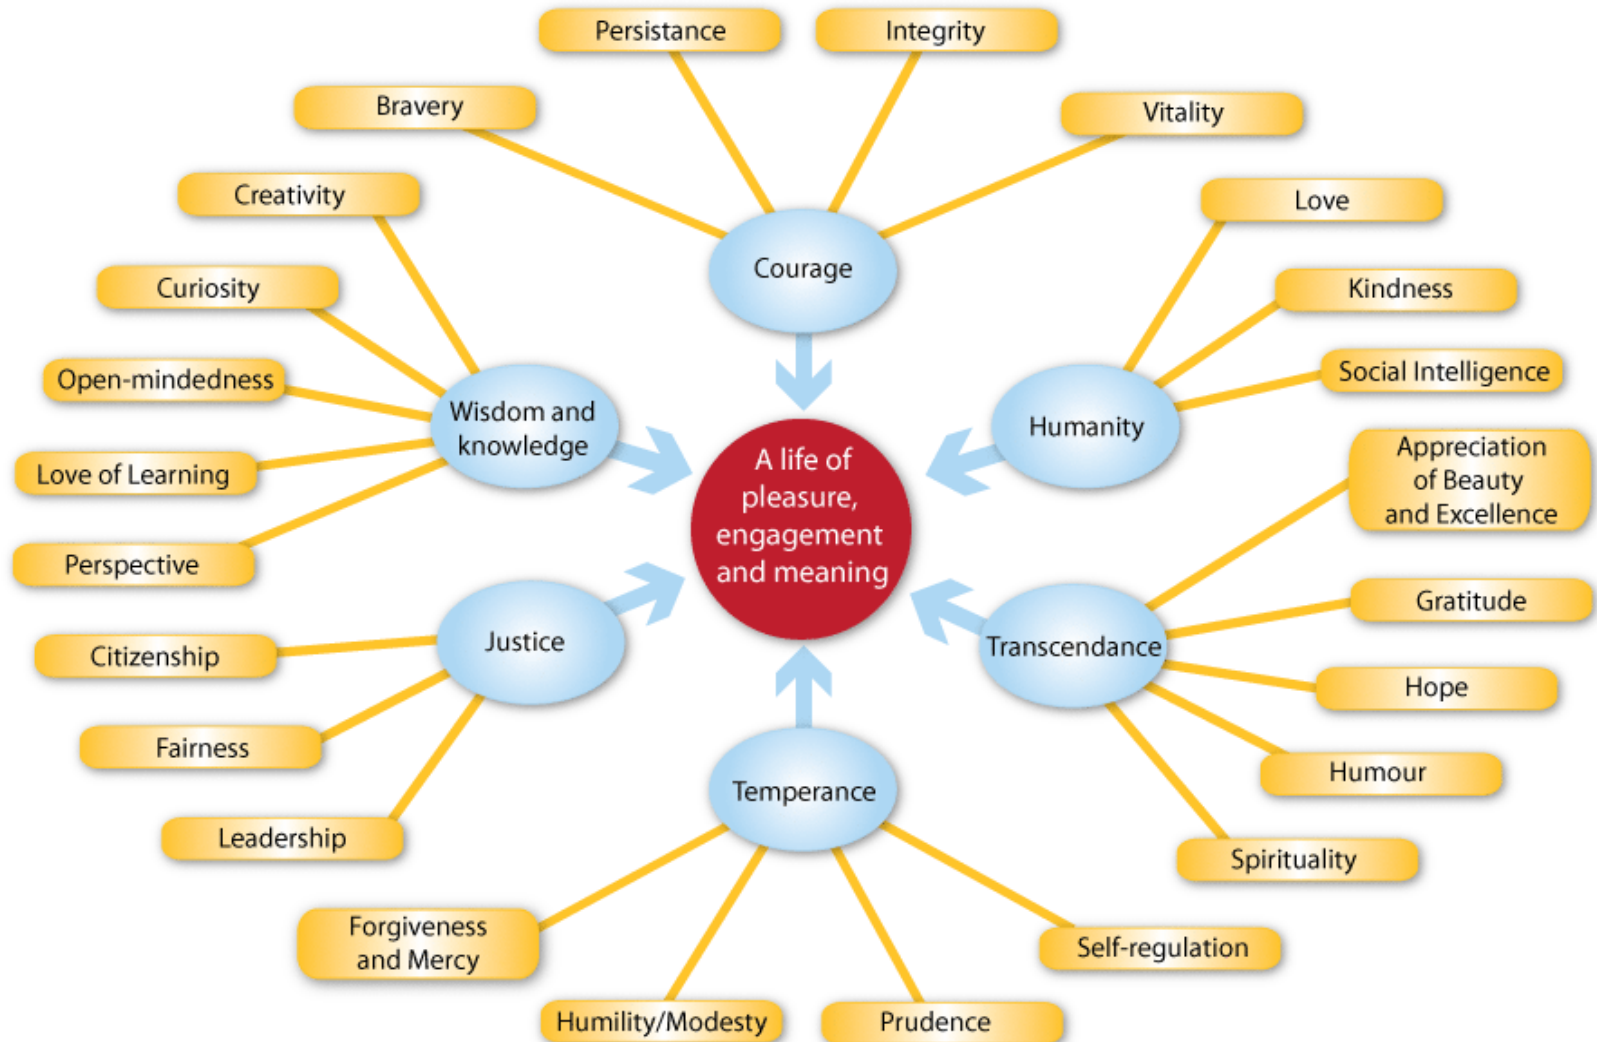 Persistance
Integrity
Bravery
Vitality
Creativity
Love
Courage
Curiosity
Kindness
Open-mindedness
Social Intelligence
Wisdom and
knowledge
Humanity
Appreciation
of Beauty
and Excellence
Love of Learning
A life of
pleasure,
engagement
and meaning
Perspective
Gratitude
Citizenship
Justice
Transcendance
Hope
Fairness
Humour
Temperance
Leadership
Spirituality
Forgiveness
and Mercy
Self-regulation
Humility/Modesty
Prudence